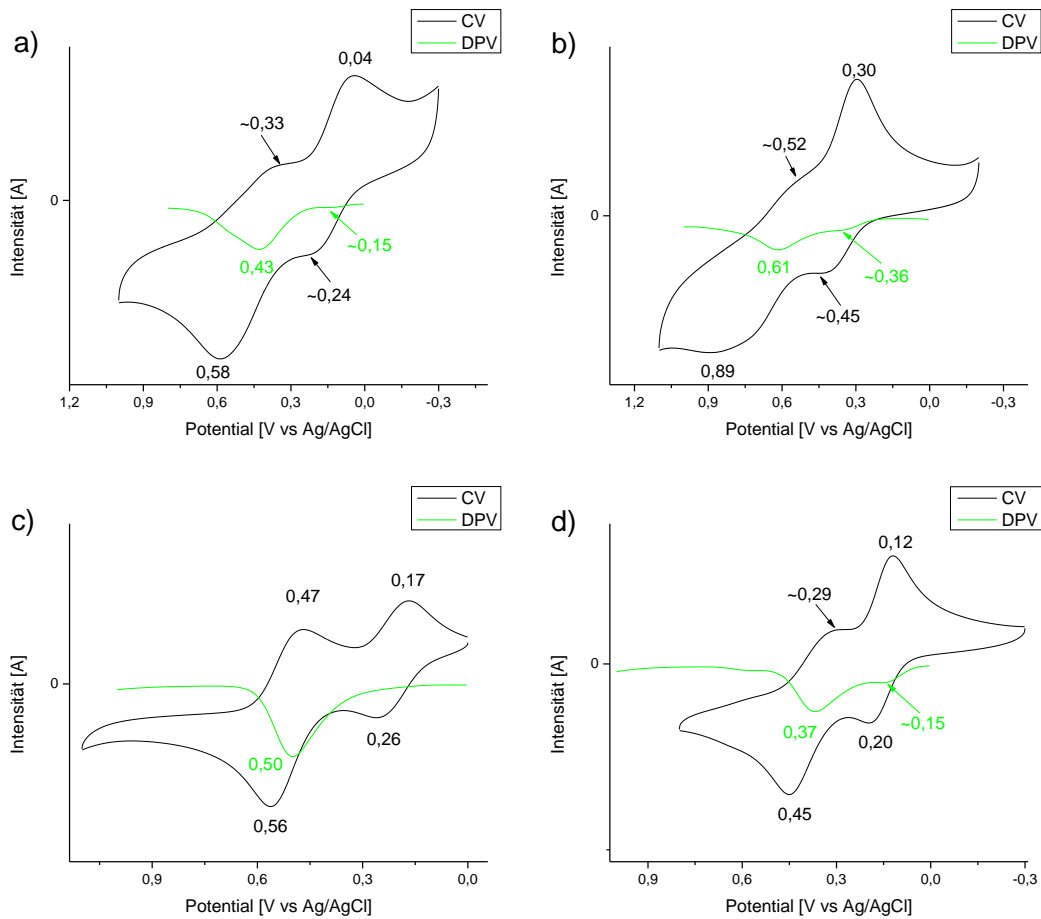 a)
CV
DPV
0,04
~0,33
0
Intensität [A]
~0,15
0,43
~0,24
0,58
1,2 0,9 0,6 0,3 0,0 -0,3
Potential [V vs Ag/AgCl]
b)
CV
DPV
0,30
~0,52
0
Intensität [A]
0,61
~0,36
~0,45
0,89
1,2 0,9 0,6 0,3 0,0
Potential [V vs Ag/AgCl]
c)
CV
DPV
0,47
0,17
0
Intensität [A]
0,50
0,26
0,56
0,9 0,6 0,3 0,0
Potential [V vs Ag/AgCl]
d)
CV
DPV
0,12
~0,29
0
Intensität [A]
0,37
~0,15
0,20
0,45
0,9 0,6 0,3 0,0 -0,3
Potential [V vs Ag/AgCl]